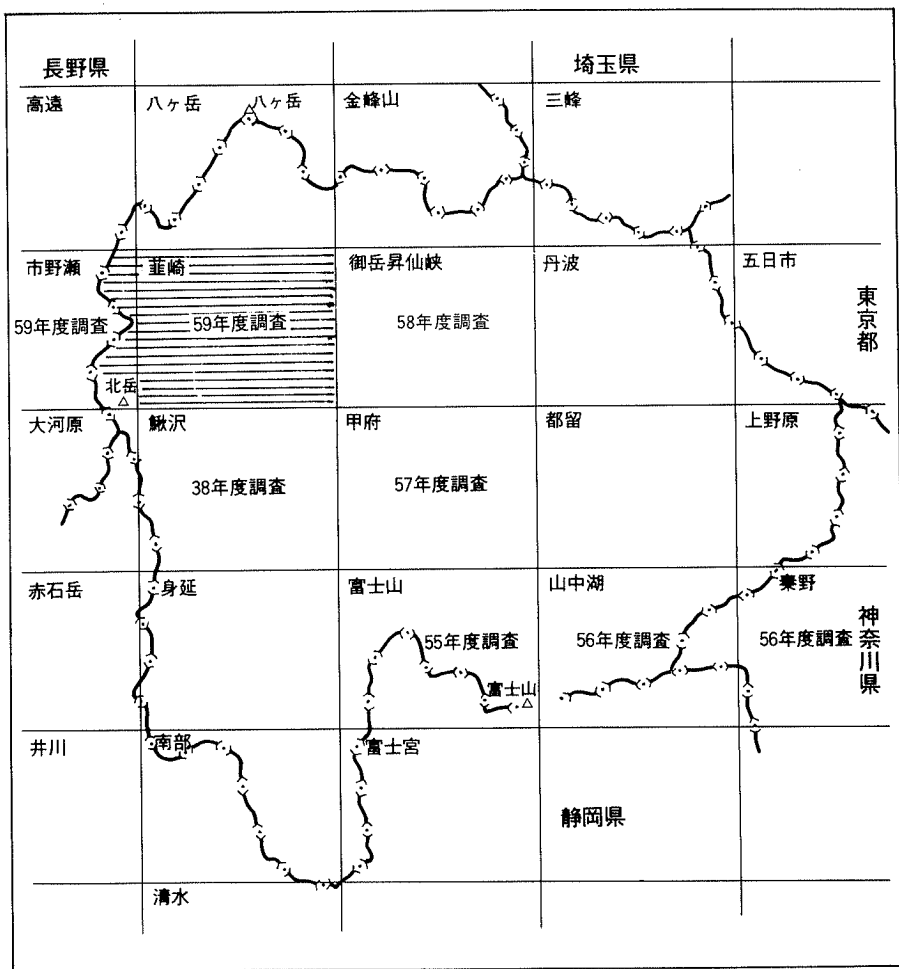 長野県
埼玉県
高遠
八ヶ岳
八ヶ岳
金峰山
三峰
市野瀬
韮崎
御岳昇仙峡
丹波
五日市
59年度調査
59年度調査
58年度調査
東京都
北岳
大河原
鰍沢
甲府
都留
上野原
38年度調査
57年度調査
赤石岳
身延
富士山
山中湖
秦野
55年度調査
56年度調査
56年度調査
神奈川県
富士山
井川
南部
富士宮
静岡県
清水